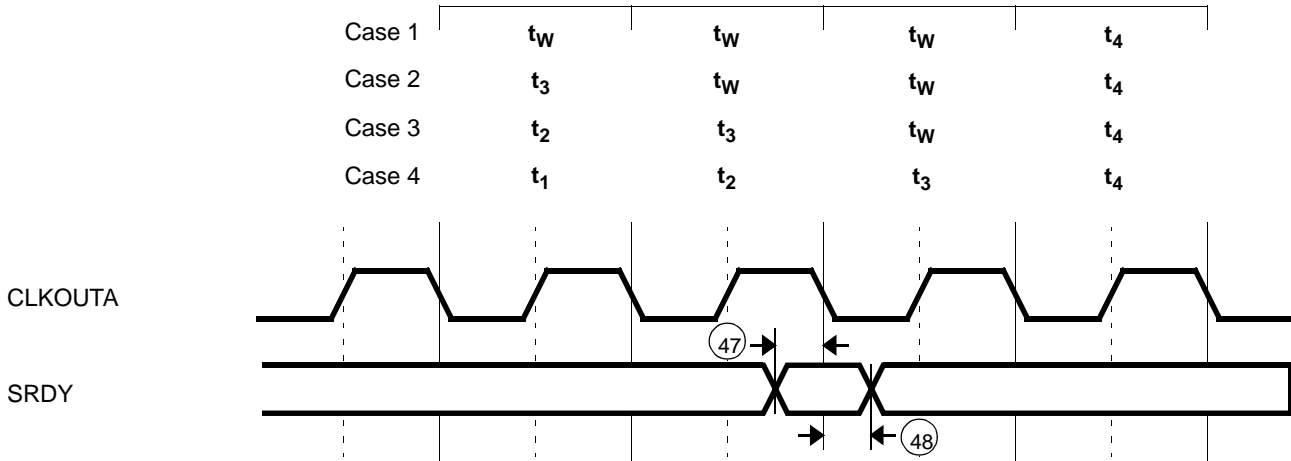 Case 1 tW tW tW t4
Case 2 t3 tW tW t4
Case 3 t2 t3 tW t4
Case 4 t1 t2 t3 t4
CLKOUTA
47
SRDY
48